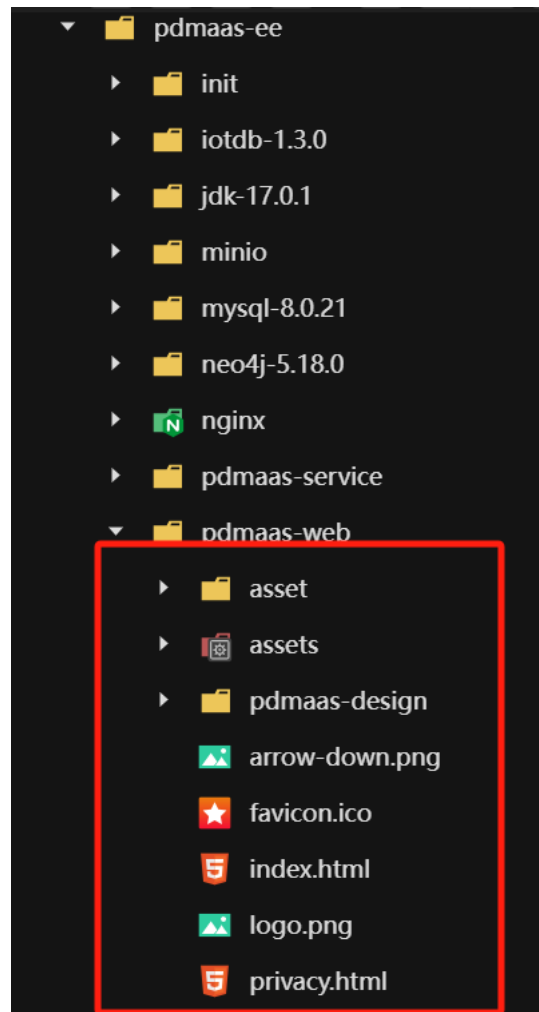 pdmaas-ee
init
iotdb-1.3.0
jdk-17.0.1
minio
mysql-8.0.21
neo4j-5.18.0
nginx
pdmaas-service
pdmaas-web
asset
assets
pdmaas-design
arrow-down.png
favicon.ico
index.html
logo.png
privacy.html